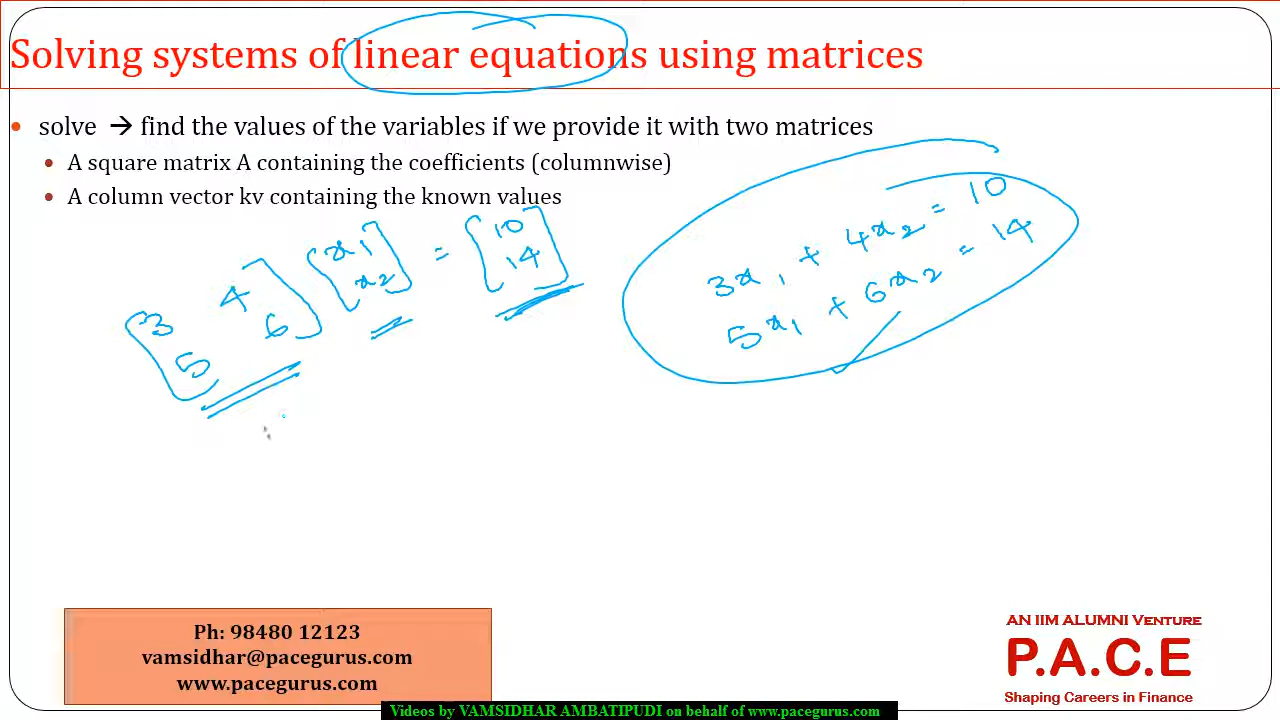 Solving systems of linear equations using matrices
• solve → find the values of the variables if we provide it with two matrices
• A square matrix A containing the coefficients (columnwise)
• A column vector kv containing the known values
3x1 + 4x2 = 10
5x1 + 6x2 = 14
[3 4 [x1 = [10
5 6] x2] 14]
Ph: 98480 12123
vamsidhar@pacegurus.com
www.pacegurus.com
AN IIM ALUMNI VENTURE
P.A.C.E
Shaping Careers in Finance
Videos by VAMSIDHAR AMBATIPUDI on behalf of www.pacegurus.com